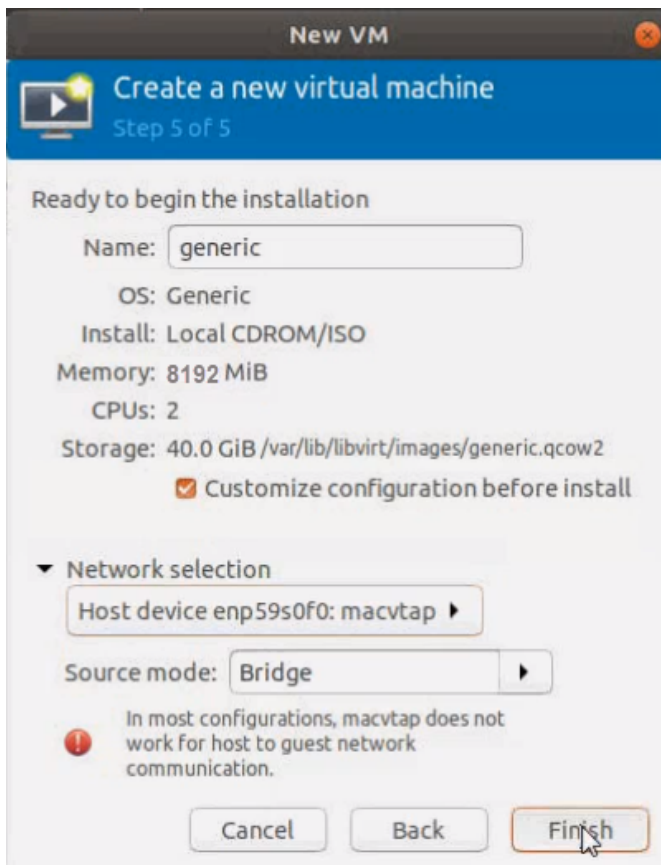 New VM
Create a new virtual machine
Step 5 of 5
Ready to begin the installation
Name: generic
OS: Generic
Install: Local CDROM/ISO
Memory: 8192 MiB
CPUs: 2
Storage: 40.0 GiB /var/lib/libvirt/images/generic.qcow2
Customize configuration before install
Network selection
Host device enp59s0f0: macvtap
Source mode: Bridge
In most configurations, macvtap does not
work for host to guest network
communication.
Cancel Back Finish